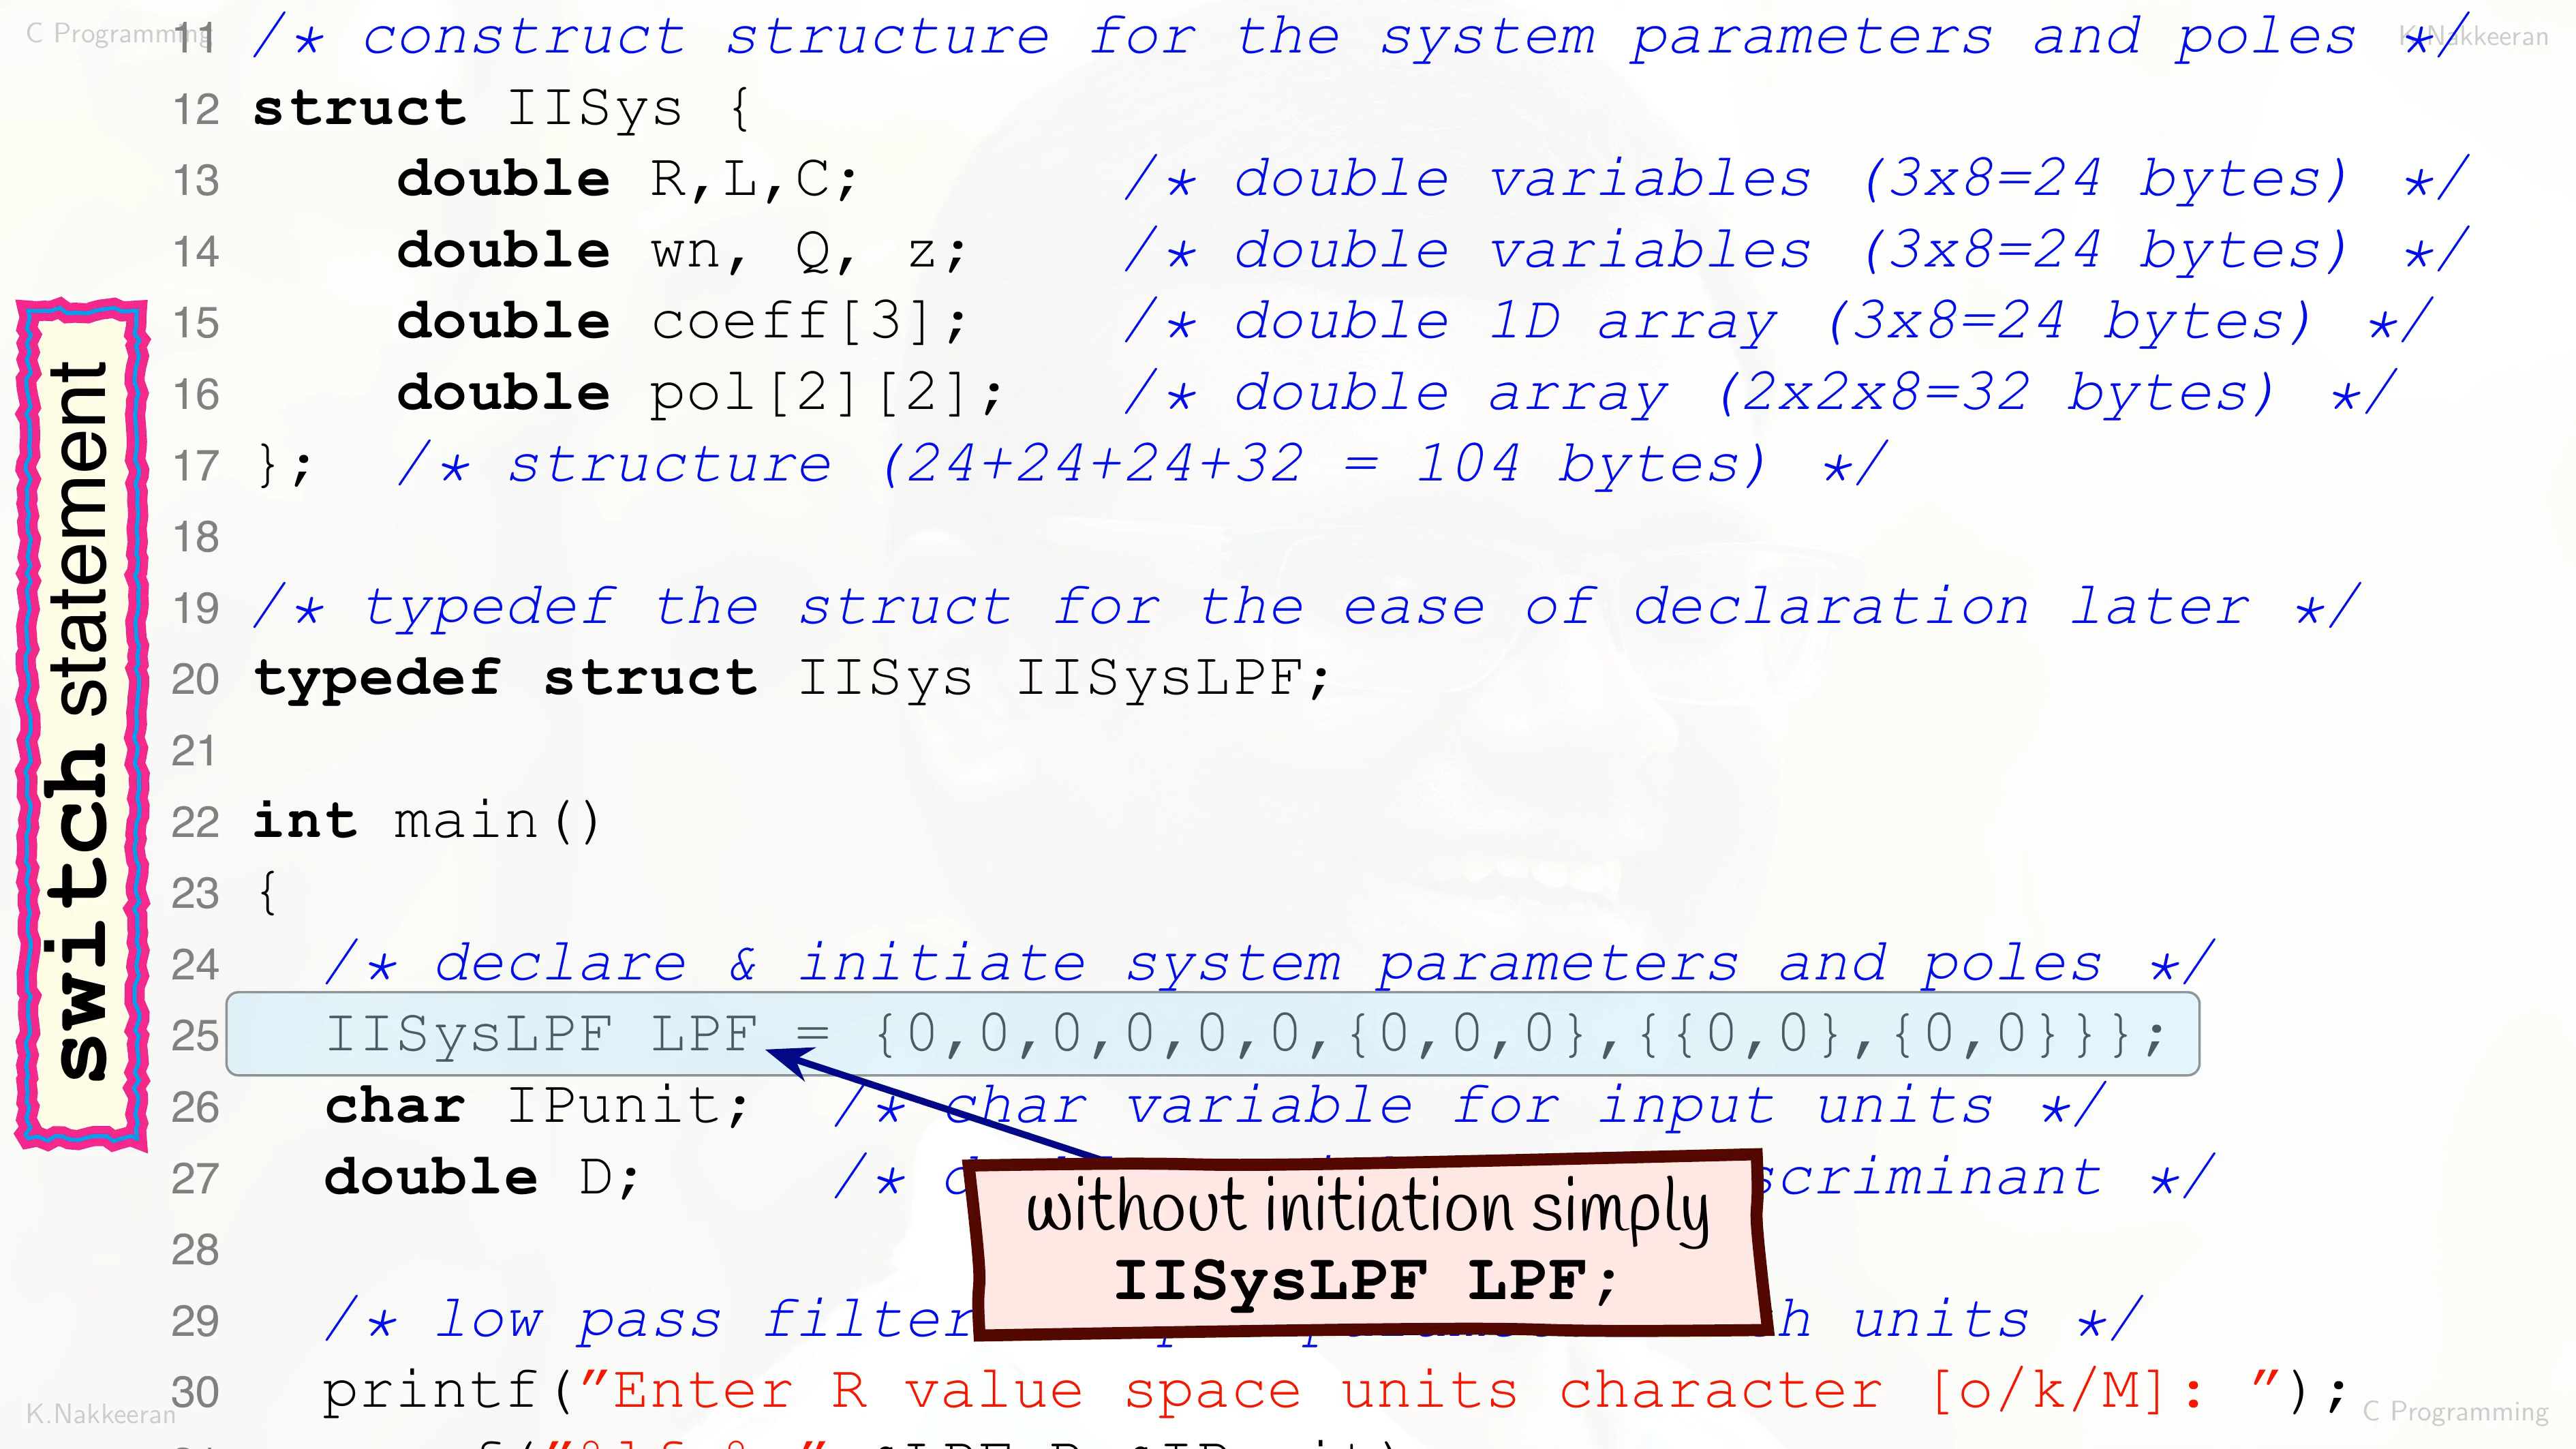 C Programming
K.Nakkeeran
11 /* construct structure for the system parameters and poles */
12 struct IISys {
13 double R,L,C; /* double variables (3x8=24 bytes) */
14 double wn, Q, z; /* double variables (3x8=24 bytes) */
15 double coeff[3]; /* double 1D array (3x8=24 bytes) */
16 double pol[2][2]; /* double array (2x2x8=32 bytes) */
17 }; /* structure (24+24+24+32 = 104 bytes) */
18
19 /* typedef the struct for the ease of declaration later */
20 typedef struct IISys IISysLPF;
21
22 int main()
23 {
24 /* declare & initiate system parameters and poles */
25 IISysLPF LPF = {0,0,0,0,0,0,{0,0,0},{{0,0},{0,0}}};
26 char IPunit; /* char variable for input units */
27 double D; /* */
28
29 /* low pass filter units */
30 printf("Enter R value space units character [o/k/M]: ");
switch statement
without initiation simply
IISysLPF LPF;
K.Nakkeeran
C Programming